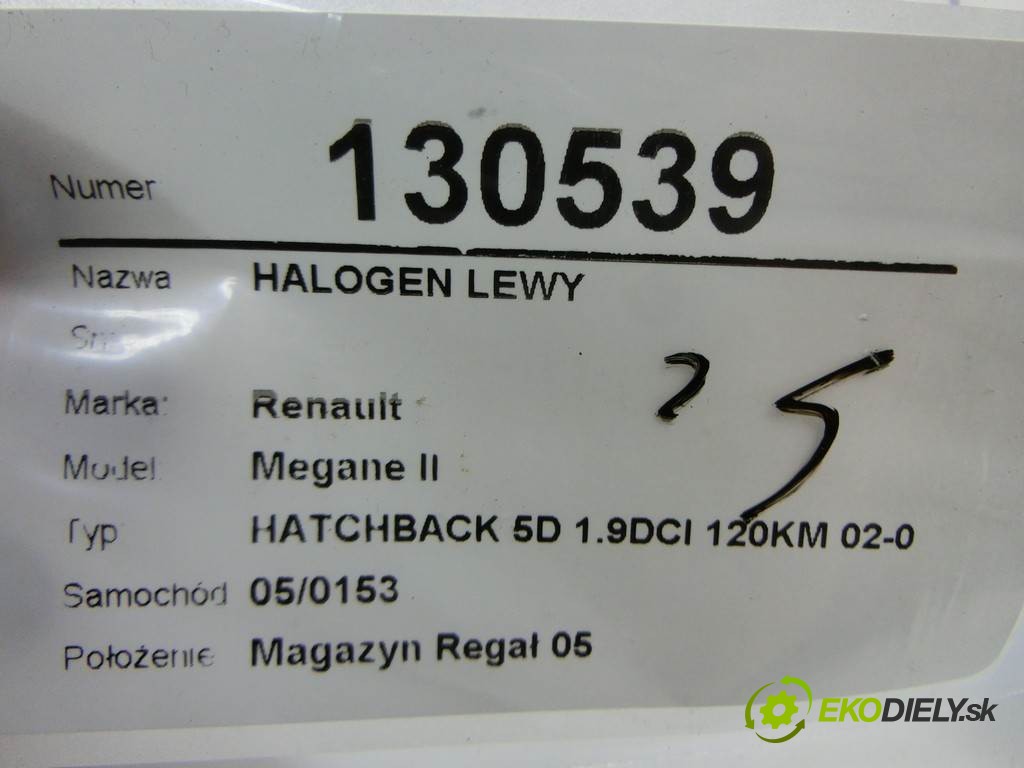 Numer 130539
Nazwa HALOGEN LEWY
Marka: Renault
Model Megane II
Typ HATCHBACK 5D 1.9DCI 120KM 02-0
Samochód 05/0153
Położenie Magazyn Regał 05
EKODIELY.sk